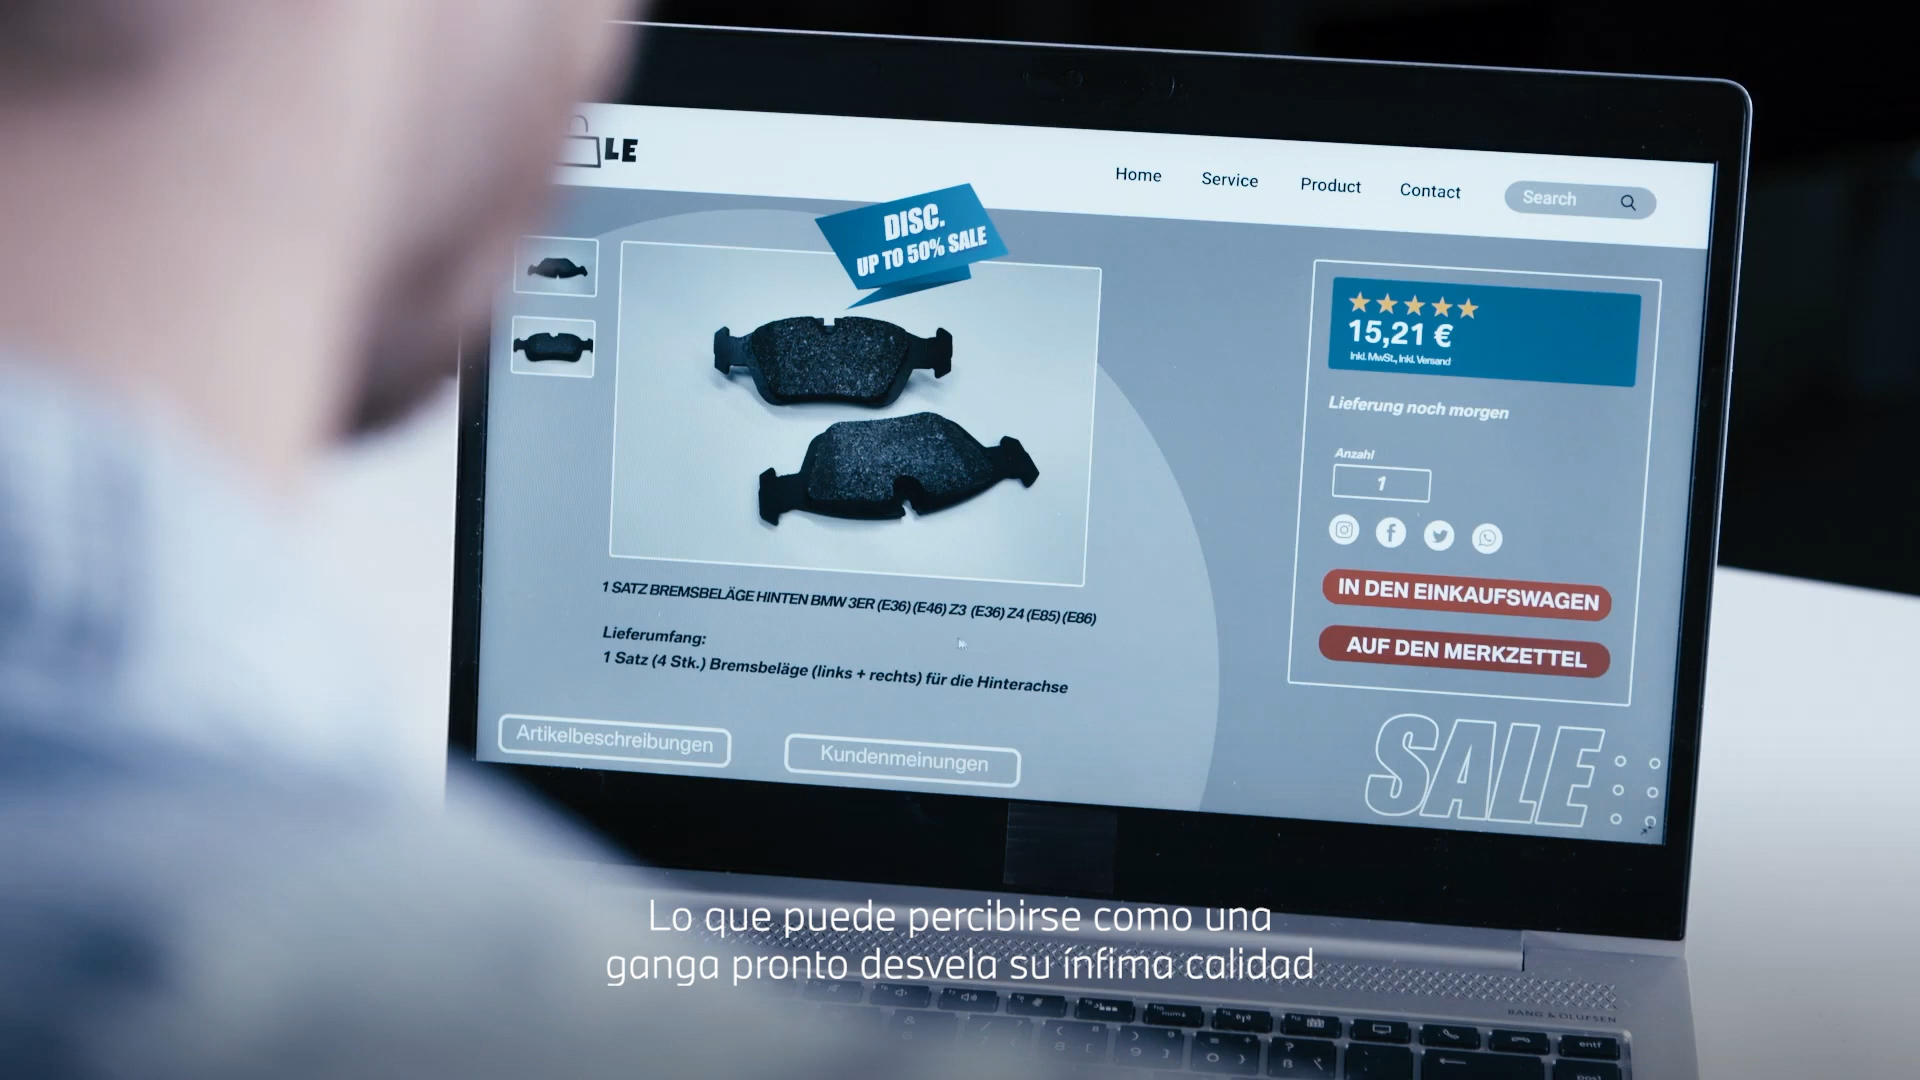 LE
Home Service Product Contact Search
DISC.
UP TO 50% SALE
15,21 €
Inkl. MwSt., Inkl. Versand
Lieferung noch morgen
Anzahl
1
IN DEN EINKAUFSWAGEN
AUF DEN MERKZETTEL
1 SATZ BREMSBELÄGE HINTEN BMW 3ER (E36) (E46) Z3 (E36) Z4 (E85) (E86)
Lieferumfang:
1 Satz (4 Stk.) Bremsbeläge (links + rechts) für die Hinterachse
Artikelbeschreibungen
Kundenmeinungen
SALE
Lo que puede percibirse como una
ganga pronto desvela su ínfima calidad
BANG & OLUFSEN
entf